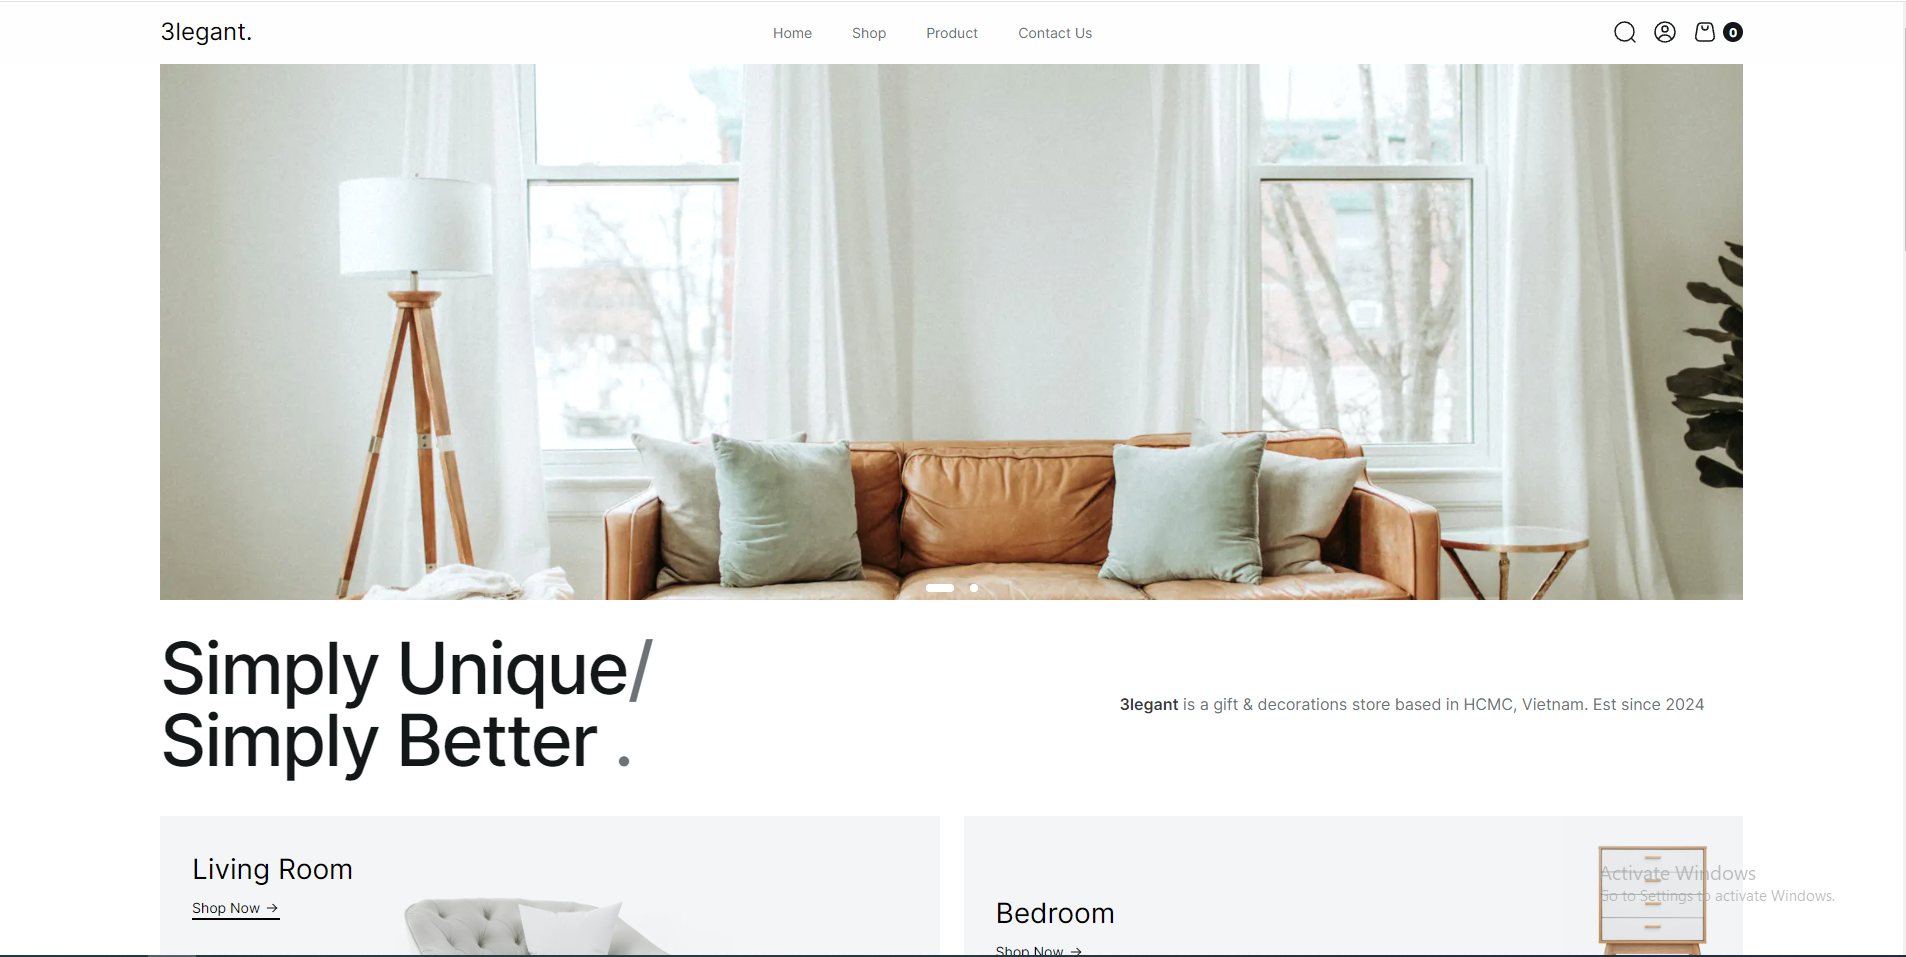 3legant.
Home Shop Product Contact Us
0
Simply Unique/
Simply Better .
3legant is a gift & decorations store based in HCMC, Vietnam. Est since 2024
Living Room
Shop Now →
Bedroom
Shop Now →
Activate Windows
Go to Settings to activate Windows.